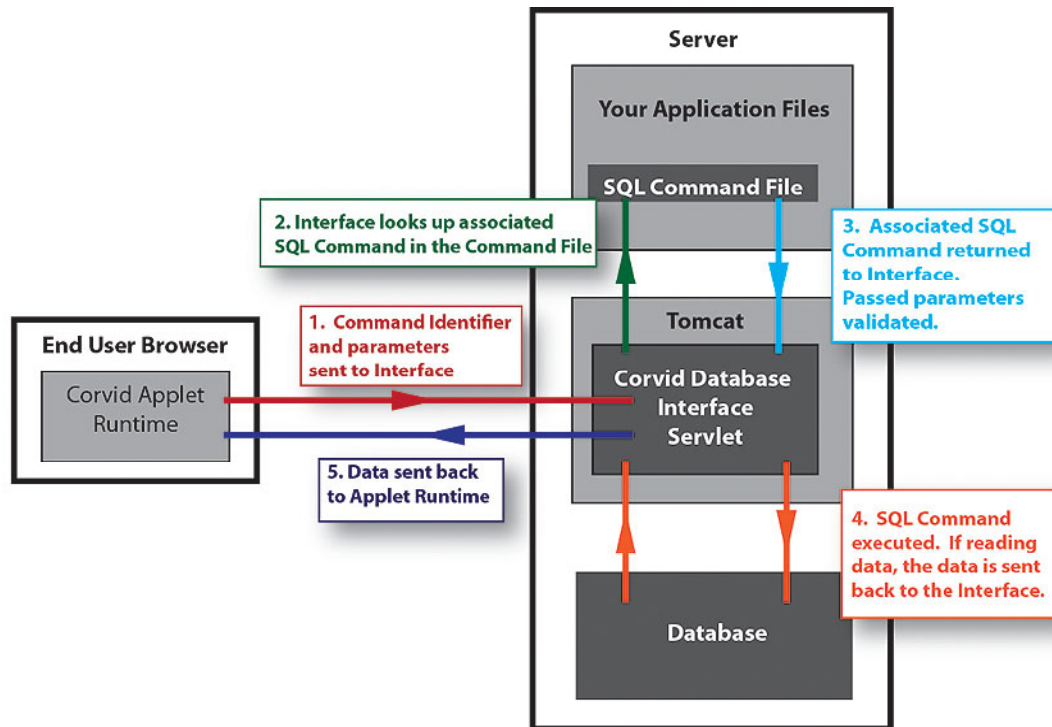 Server
Your Application Files
SQL Command File
2. Interface looks up associated
SQL Command in the Command File
3. Associated SQL
Command returned
to Interface.
Passed parameters
validated.
1. Command Identifier
and parameters
sent to Interface
Tomcat
End User Browser
Corvid Applet
Runtime
Corvid Database
Interface
Servlet
5. Data sent back
to Applet Runtime
4. SQL Command
executed. If reading
data, the data is sent
back to the Interface.
Database